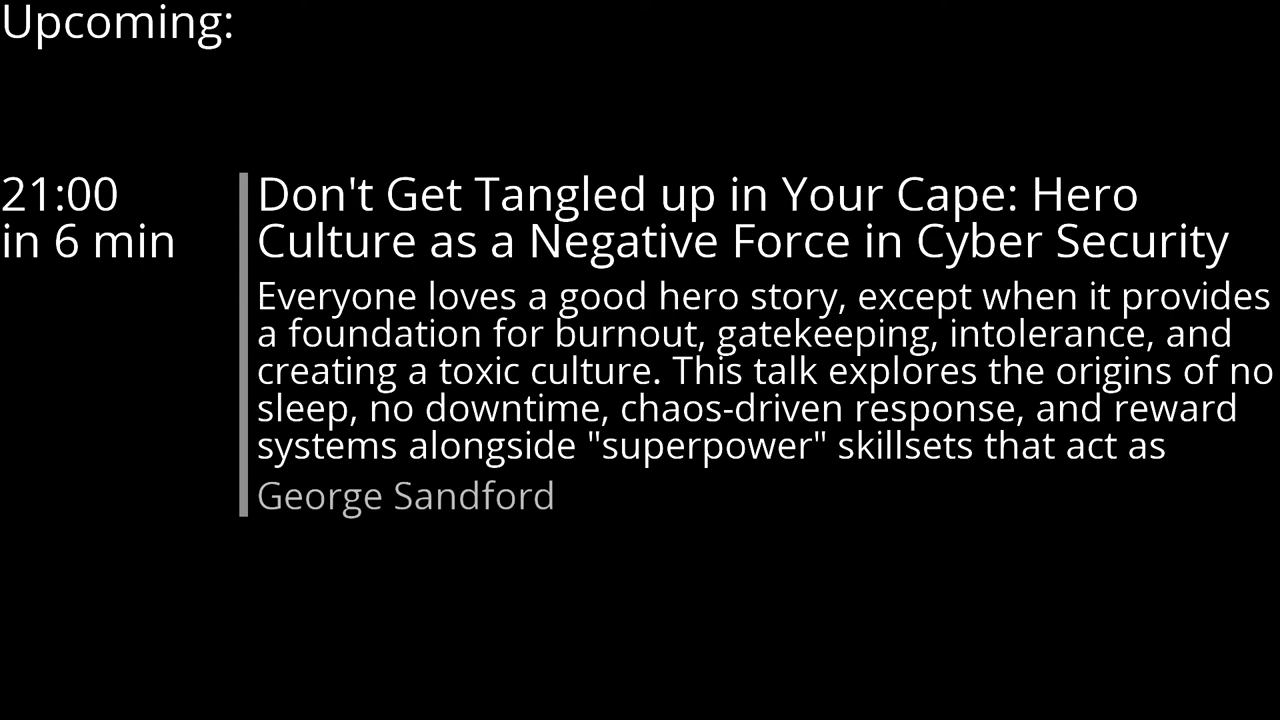 Upcoming:
21:00
in 6 min
Don't Get Tangled up in Your Cape: Hero
Culture as a Negative Force in Cyber Security
Everyone loves a good hero story, except when it provides
a foundation for burnout, gatekeeping, intolerance, and
creating a toxic culture. This talk explores the origins of no
sleep, no downtime, chaos-driven response, and reward
systems alongside "superpower" skillsets that act as
George Sandford